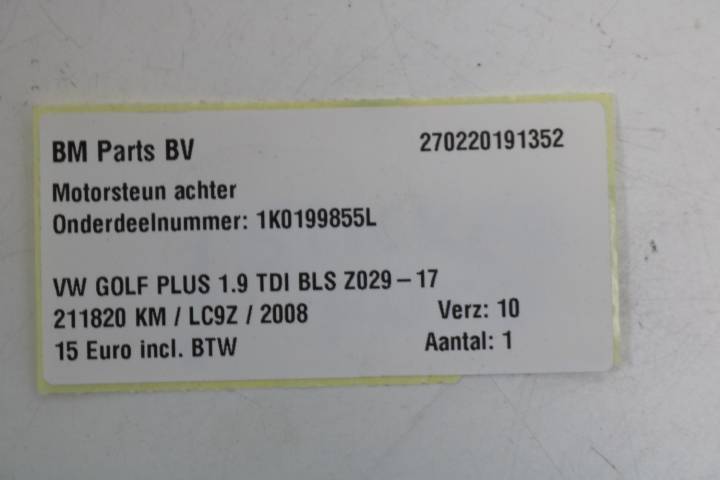 BM Parts BV 270220191352
Motorsteun achter
Onderdeelnummer: 1K0199855L
VW GOLF PLUS 1.9 TDI BLS Z029-17
211820 KM / LC9Z / 2008 Verz: 10
15 Euro incl. BTW Aantal: 1